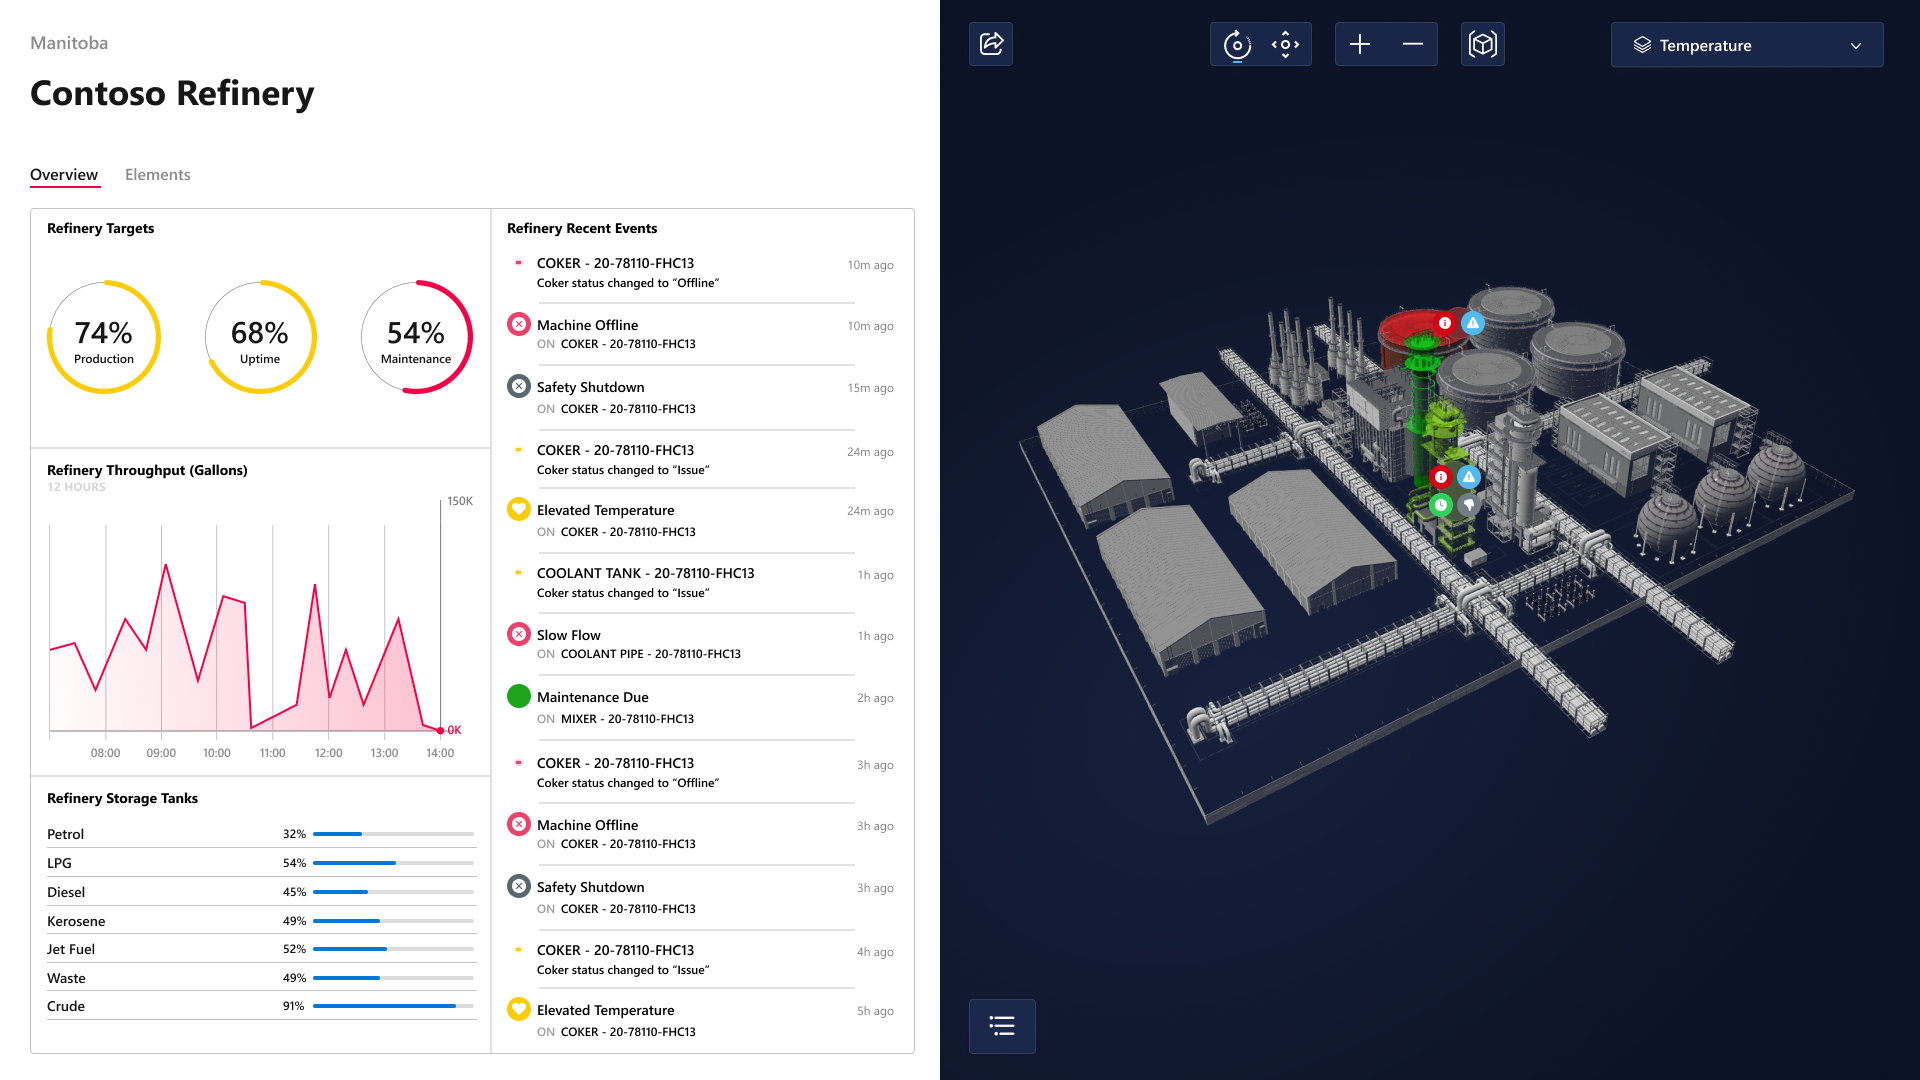 Manitoba
Contoso Refinery
Overview
Elements
Refinery Targets
74%
Production
68%
Uptime
54%
Maintenance
Refinery Throughput (Gallons)
12 HOURS
150K
0K
08:00 09:00 10:00 11:00 12:00 13:00 14:00
Refinery Storage Tanks
Petrol 32%
LPG 54%
Diesel 45%
Kerosene 49%
Jet Fuel 52%
Waste 49%
Crude 91%
Refinery Recent Events
COKER - 20-78110-FHC13 10m ago
Coker status changed to “Offline”
Machine Offline 10m ago
ON COKER - 20-78110-FHC13
Safety Shutdown 15m ago
ON COKER - 20-78110-FHC13
COKER - 20-78110-FHC13 24m ago
Coker status changed to “Issue”
Elevated Temperature 24m ago
ON COKER - 20-78110-FHC13
COOLANT TANK - 20-78110-FHC13 1h ago
Coker status changed to “Issue”
Slow Flow 1h ago
ON COOLANT PIPE - 20-78110-FHC13
Maintenance Due 2h ago
ON MIXER - 20-78110-FHC13
COKER - 20-78110-FHC13 3h ago
Coker status changed to “Offline”
Machine Offline 3h ago
ON COKER - 20-78110-FHC13
Safety Shutdown 3h ago
ON COKER - 20-78110-FHC13
COKER - 20-78110-FHC13 4h ago
Coker status changed to “Issue”
Elevated Temperature 5h ago
ON COKER - 20-78110-FHC13
Temperature